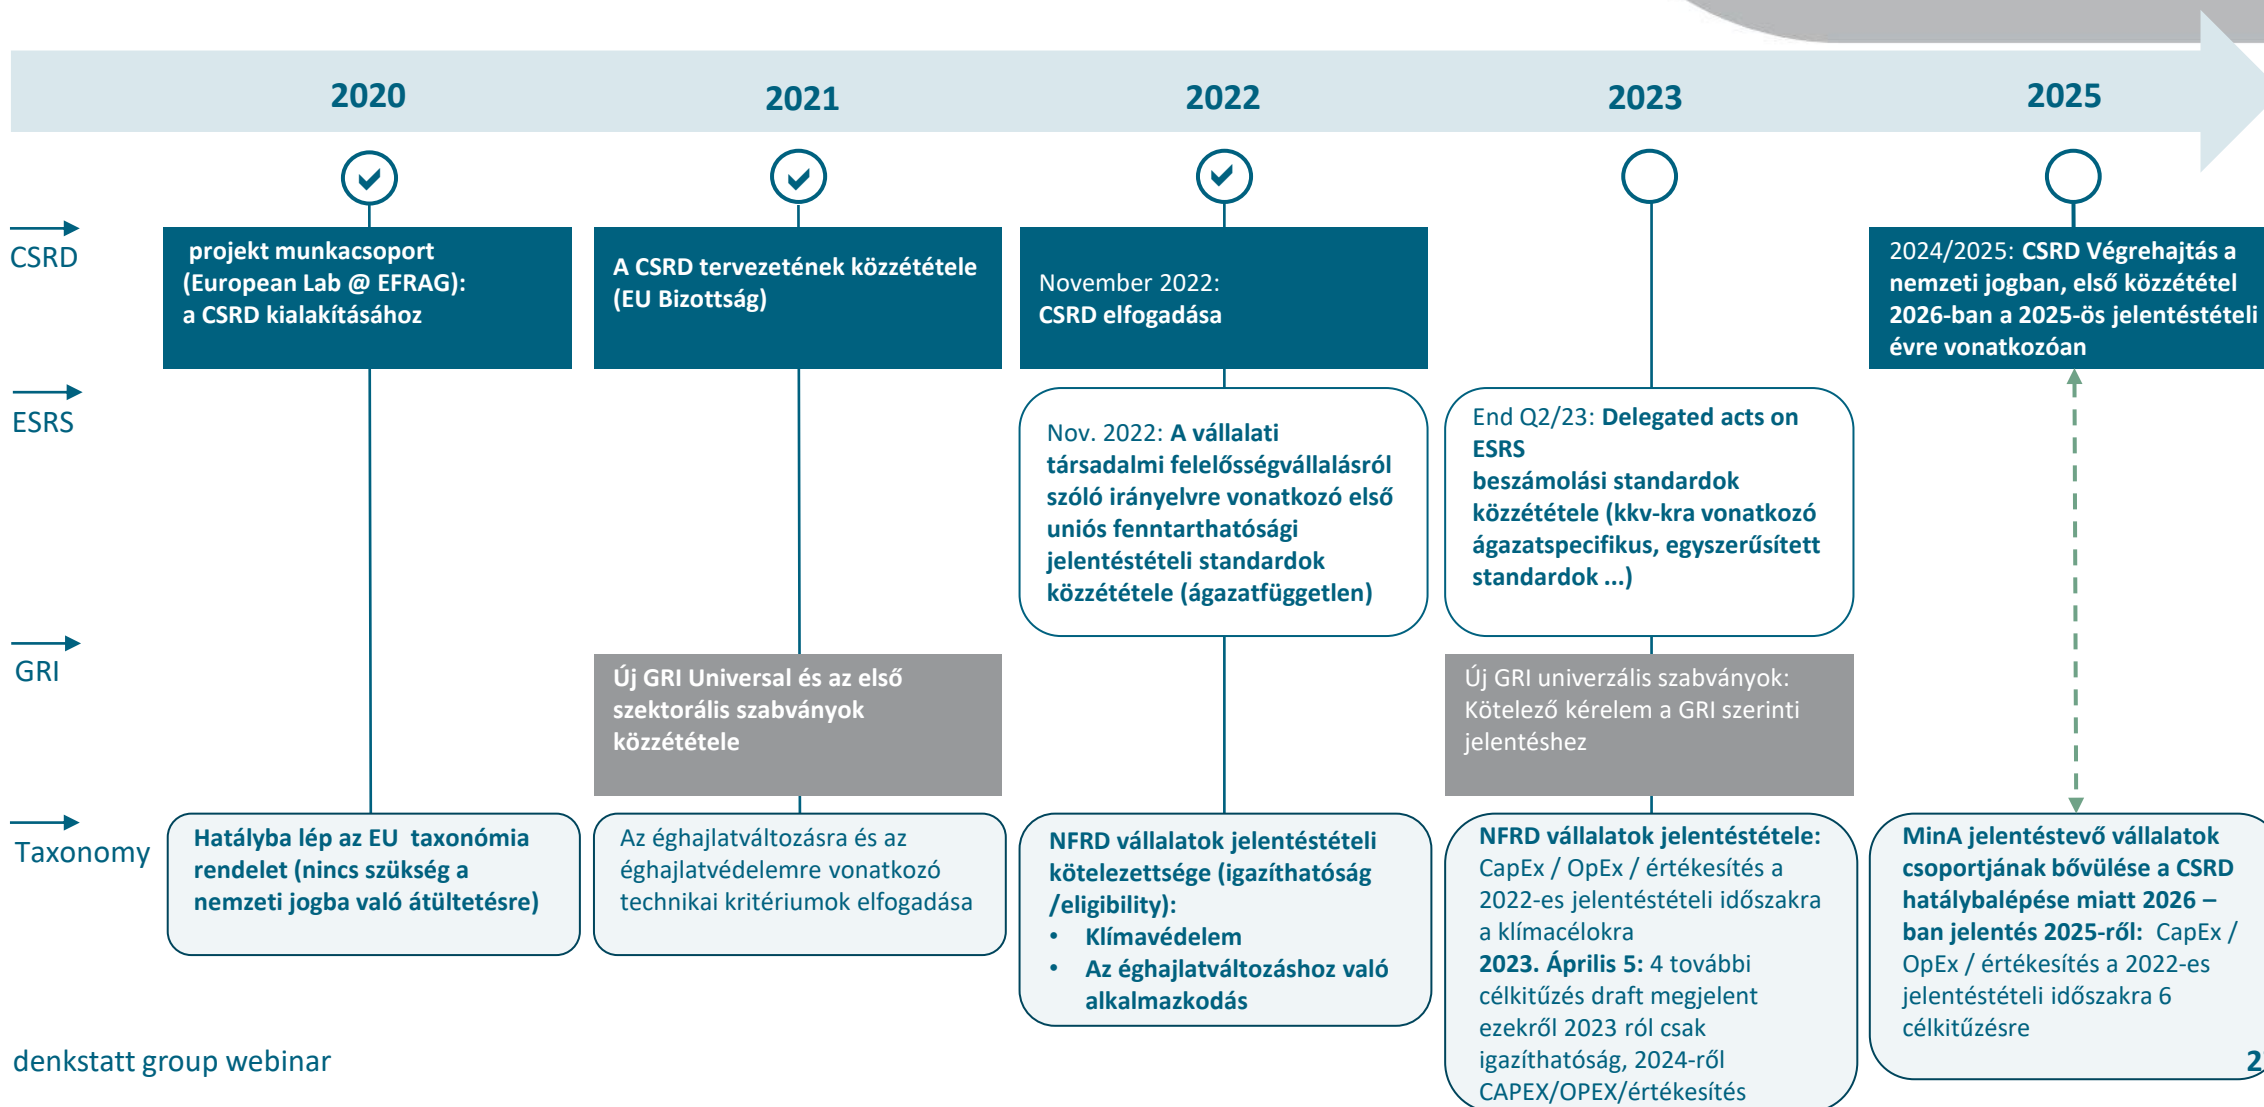 2020
2021
2022
2023
2025
CSRD
projekt munkacsoport
(European Lab @ EFRAG):
a CSRD kialakításához
A CSRD tervezetének közzététele
(EU Bizottság)
November 2022:
CSRD elfogadása
2024/2025: CSRD Végrehajtás a
nemzeti jogban, első közzététel
2026-ban a 2025-ös jelentéstételi
évre vonatkozóan
ESRS
Nov. 2022: A vállalati
társadalmi felelősségvállalásról
szóló irányelvre vonatkozó első
uniós fenntarthatósági
jelentéstételi standardok
közzététele (ágazatfüggetlen)
End Q2/23: Delegated acts on
ESRS
beszámolási standardok
közzététele (kkv-kra vonatkozó
ágazatspecifikus, egyszerűsített
standardok ...)
GRI
Új GRI Universal és az első
szektorális szabványok
közzététele
Új GRI univerzális szabványok:
Kötelező kérelem a GRI szerinti
jelentéshez
Taxonomy
Hatályba lép az EU taxonómia
rendelet (nincs szükség a
nemzeti jogba való átültetésre)
Az éghajlatváltozásra és az
éghajlatvédelemre vonatkozó
technikai kritériumok elfogadása
NFRD vállalatok jelentéstételi
kötelezettsége (igazíthatóság
/eligibility):
• Klímavédelem
• Az éghajlatváltozáshoz való
alkalmazkodás
NFRD vállalatok jelentéstétele:
CapEx / OpEx / értékesítés a
2022-es jelentéstételi időszakra
a klímacélokra
2023. Április 5: 4 további
célkitűzés draft megjelent
ezekről 2023 ról csak
igazíthatóság, 2024-ről
CAPEX/OPEX/értékesítés
MinA jelentéstevő vállalatok
csoportjának bővülése a CSRD
hatálybalépése miatt 2026 –
ban jelentés 2025-ről: CapEx /
OpEx / értékesítés a 2022-es
jelentéstételi időszakra 6
célkitűzésre
denkstatt group webinar